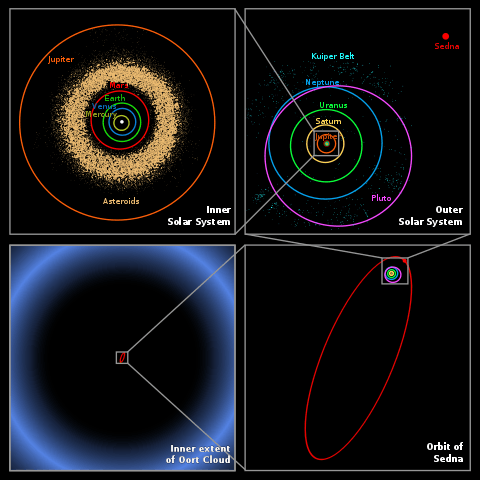 Jupiter
Mars
Earth
Venus
Mercury
Asteroids
Inner
Solar System
Sedna
Kuiper Belt
Neptune
Uranus
Saturn
Jupiter
Pluto
Outer
Solar System
Inner extent
of Oort Cloud
Orbit of
Sedna